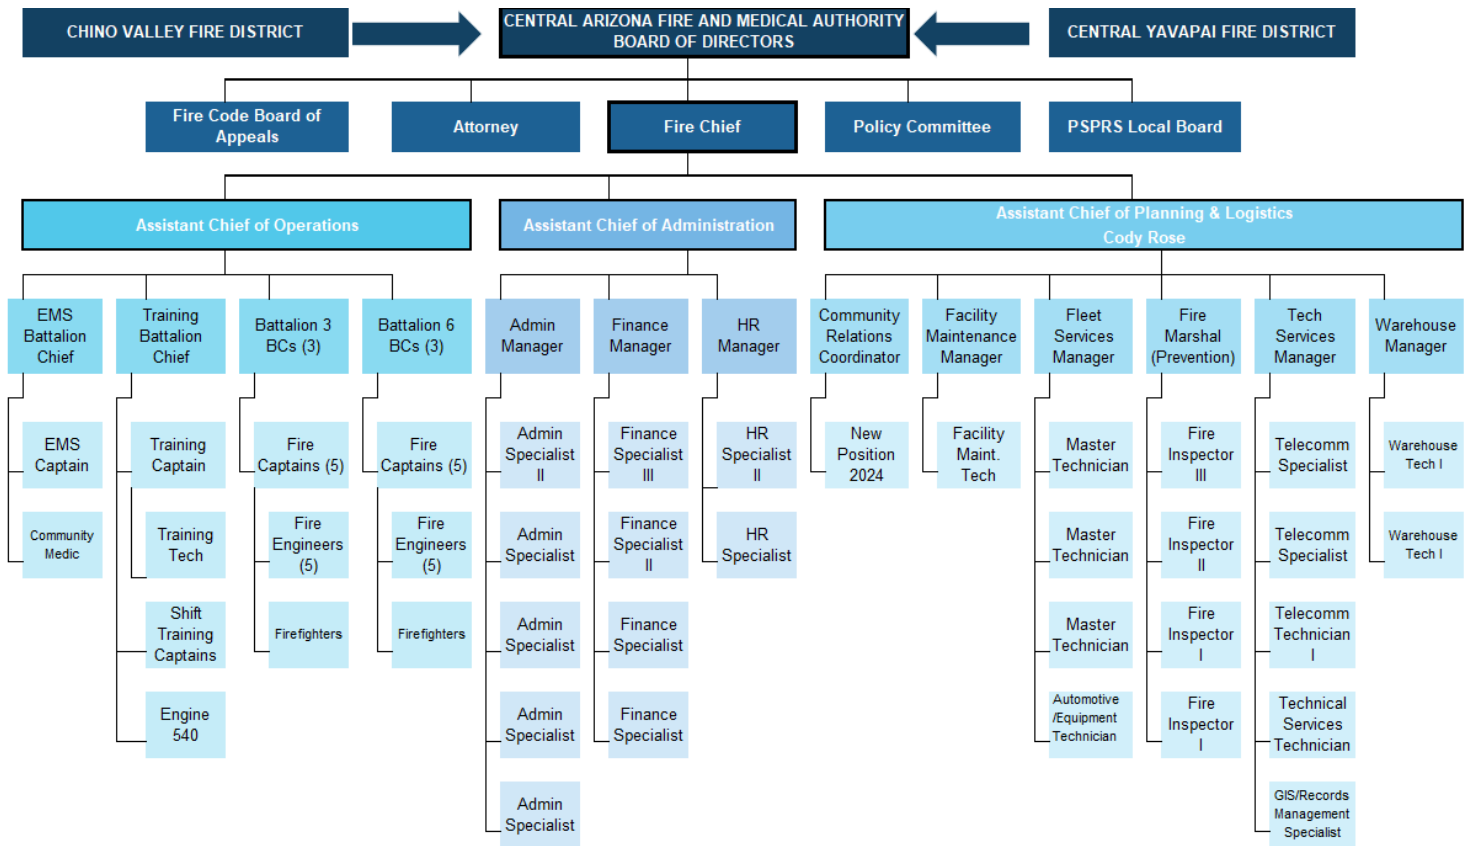 CHINO VALLEY FIRE DISTRICT
CENTRAL ARIZONA FIRE AND MEDICAL AUTHORITY
BOARD OF DIRECTORS
CENTRAL YAVAPAI FIRE DISTRICT
Fire Code Board of
Appeals
Attorney
Fire Chief
Policy Committee
PSPRS Local Board
Assistant Chief of Operations
Assistant Chief of Administration
Assistant Chief of Planning & Logistics
Cody Rose
EMS
Battalion
Chief
Training
Battalion
Chief
Battalion 3
BCs (3)
Battalion 6
BCs (3)
Admin
Manager
Finance
Manager
HR
Manager
Community
Relations
Coordinator
Facility
Maintenance
Manager
Fleet
Services
Manager
Fire
Marshal
(Prevention)
Tech
Services
Manager
Warehouse
Manager
EMS
Captain
Training
Captain
Fire
Captains (5)
Fire
Captains (5)
Admin
Specialist
II
Finance
Specialist
III
HR
Specialist
II
New
Position
2024
Facility
Maint.
Tech
Master
Technician
Fire
Inspector
III
Telecomm
Specialist
Warehouse
Tech I
Community
Medic
Training
Tech
Fire
Engineers
(5)
Fire
Engineers
(5)
Admin
Specialist
Finance
Specialist
II
HR
Specialist
Master
Technician
Fire
Inspector
II
Telecomm
Specialist
Warehouse
Tech I
Shift
Training
Captains
Firefighters
Firefighters
Admin
Specialist
Finance
Specialist
Master
Technician
Fire
Inspector
I
Telecomm
Technician
I
Engine
540
Admin
Specialist
Finance
Specialist
Automotive
/Equipment
Technician
Fire
Inspector
I
Technical
Services
Technician
Admin
Specialist
GIS/Records
Management
Specialist